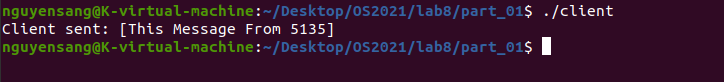 nguyensang@K-virtual-machine:~/Desktop/OS2021/lab8/part_01$ ./client
Client sent: [This Message From 5135]
nguyensang@K-virtual-machine:~/Desktop/OS2021/lab8/part_01$